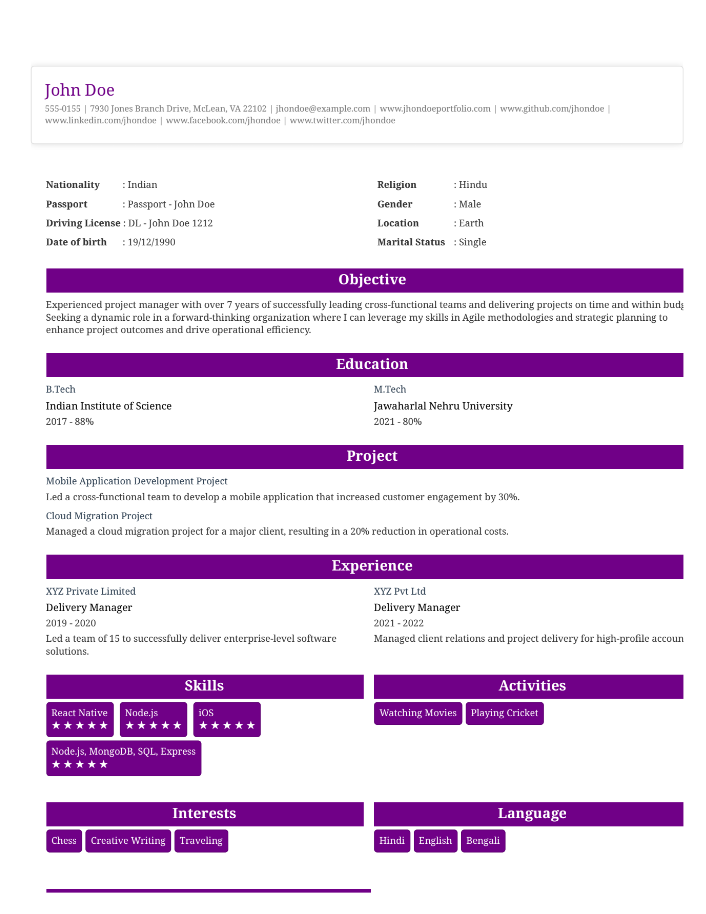 John Doe
555-0155 | 7930 Jones Branch Drive, McLean, VA 22102 | jhondoe@example.com | www.jhondoeportfolio.com | www.github.com/jhondoe |
www.linkedin.com/jhondoe | www.facebook.com/jhondoe | www.twitter.com/jhondoe
Nationality : Indian
Passport : Passport - John Doe
Driving License : DL - John Doe 1212
Date of birth : 19/12/1990
Religion : Hindu
Gender : Male
Location : Earth
Marital Status : Single
Objective
Experienced project manager with over 7 years of successfully leading cross-functional teams and delivering projects on time and within budg
Seeking a dynamic role in a forward-thinking organization where I can leverage my skills in Agile methodologies and strategic planning to
enhance project outcomes and drive operational efficiency.
Education
B.Tech
Indian Institute of Science
2017 - 88%
M.Tech
Jawaharlal Nehru University
2021 - 80%
Project
Mobile Application Development Project
Led a cross-functional team to develop a mobile application that increased customer engagement by 30%.
Cloud Migration Project
Managed a cloud migration project for a major client, resulting in a 20% reduction in operational costs.
Experience
XYZ Private Limited
Delivery Manager
2019 - 2020
Led a team of 15 to successfully deliver enterprise-level software
solutions.
XYZ Pvt Ltd
Delivery Manager
2021 - 2022
Managed client relations and project delivery for high-profile accoun
Skills
React Native
★★★★★
Node.js
★★★★★
iOS
★★★★★
Node.js, MongoDB, SQL, Express
★★★★★
Activities
Watching Movies
Playing Cricket
Interests
Chess
Creative Writing
Traveling
Language
Hindi
English
Bengali